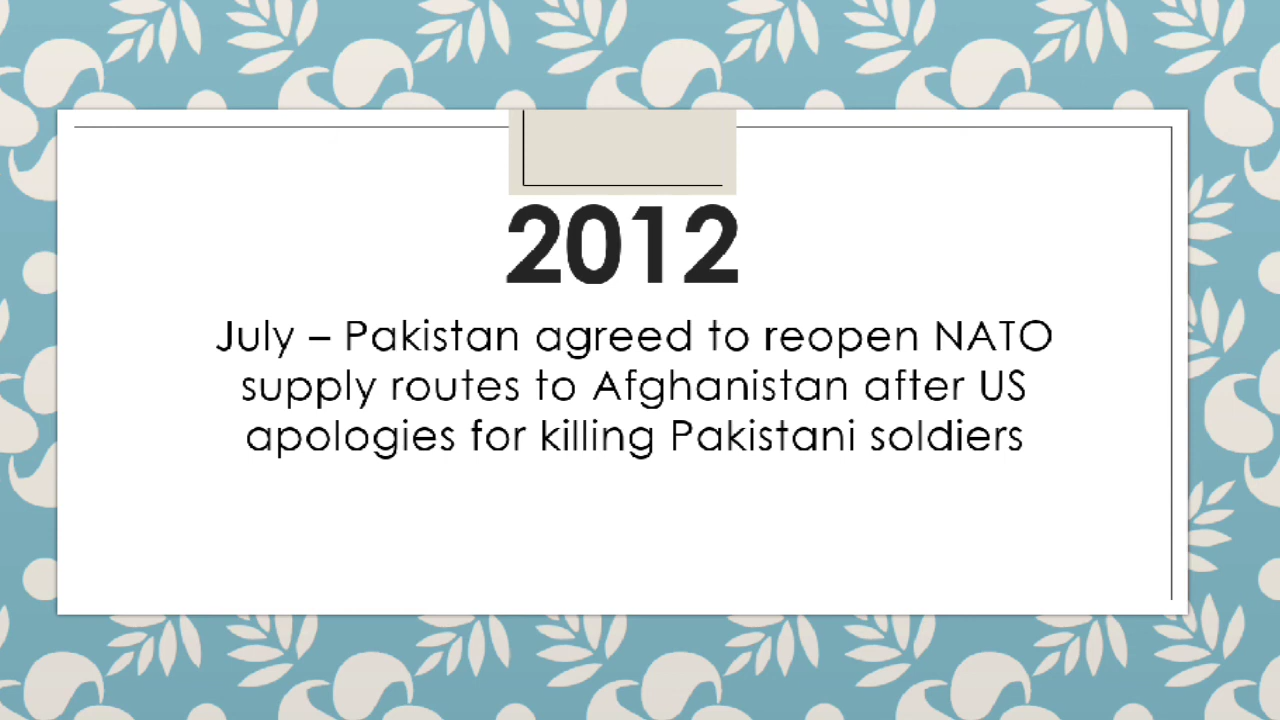 2012
July – Pakistan agreed to reopen NATO
supply routes to Afghanistan after US
apologies for killing Pakistani soldiers